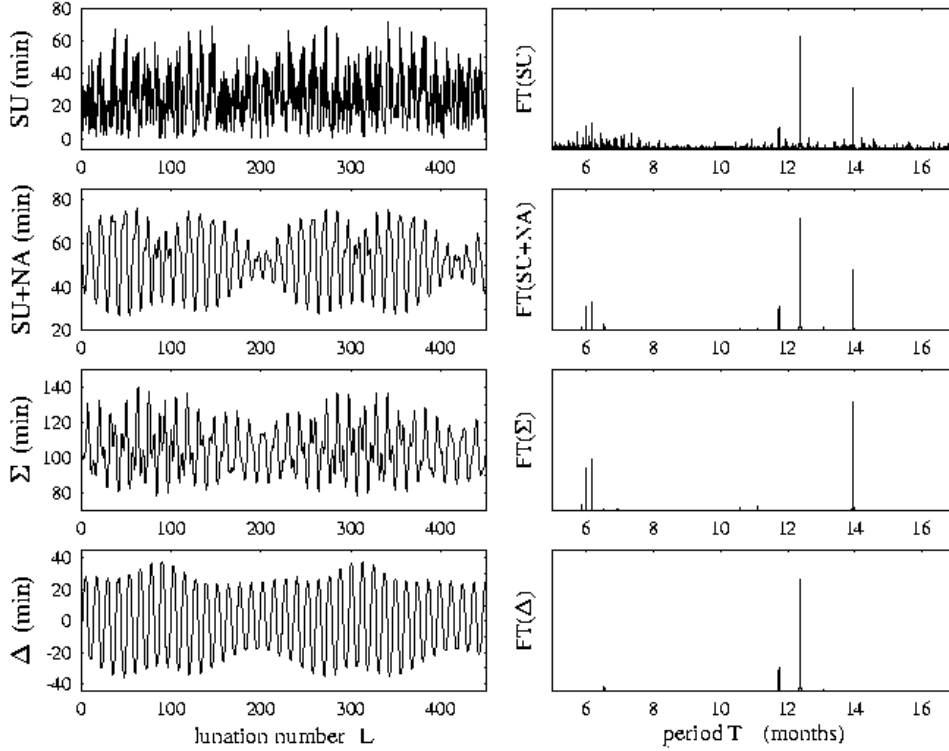 SU (min)
80
60
40
20
0
0 100 200 300 400
FT(SU)
6 8 10 12 14 16
SU+NA (min)
80
60
40
20
0 100 200 300 400
FT(SU+NA)
6 8 10 12 14 16
Σ (min)
140
120
100
80
0 100 200 300 400
FT(Σ)
6 8 10 12 14 16
Δ (min)
40
20
0
-20
-40
0 100 200 300 400
lunation number L
FT(Δ)
6 8 10 12 14 16
period T (months)